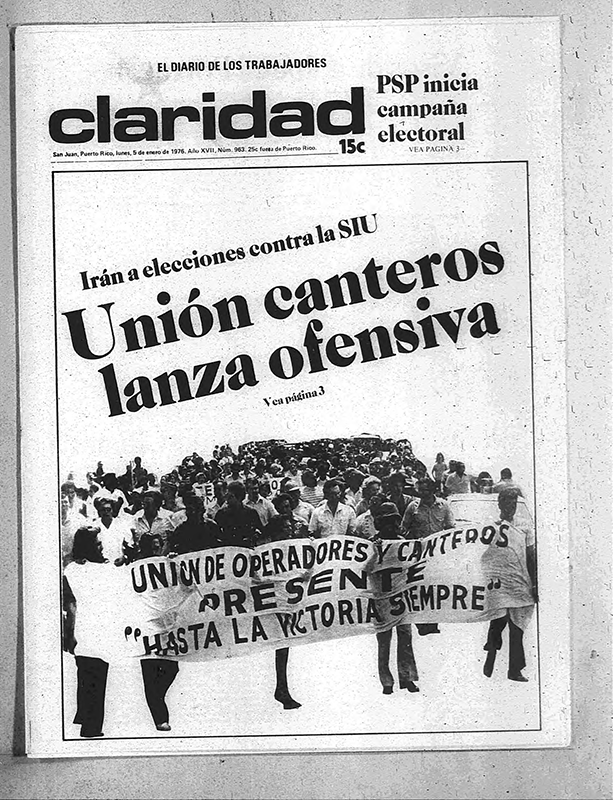 EL DIARIO DE LOS TRABAJADORES
claridad
San Juan, Puerto Rico, lunes, 5 de enero de 1976. Año XVII, Núm. 963. 25c fuera de Puerto Rico.
15c
PSP inicia
campaña
electoral
VEA PAGINA 3
Irán a elecciones contra la SIU
Unión canteros
lanza ofensiva
Vea página 3
UNION DE OPERADORES Y CANTEROS
PRESENTE
"HASTA LA VICTORIA SIEMPRE"